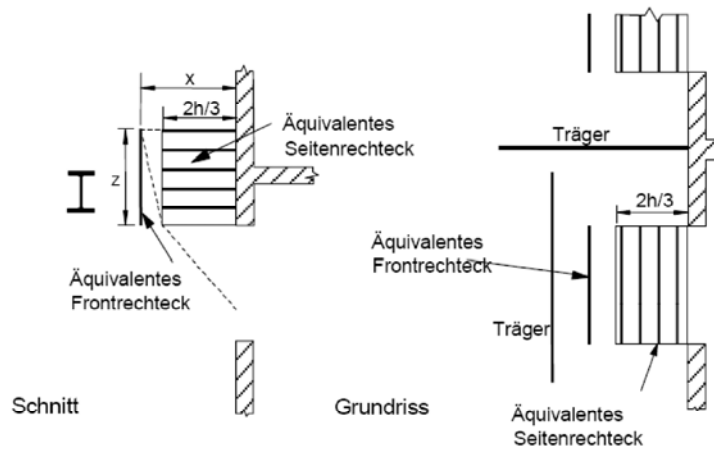 x
2h/3
Äquivalentes
Seitenrechteck
z
Äquivalentes
Frontrechteck
Schnitt
Träger
2h/3
Äquivalentes
Frontrechteck
Träger
Grundriss
Äquivalentes
Seitenrechteck